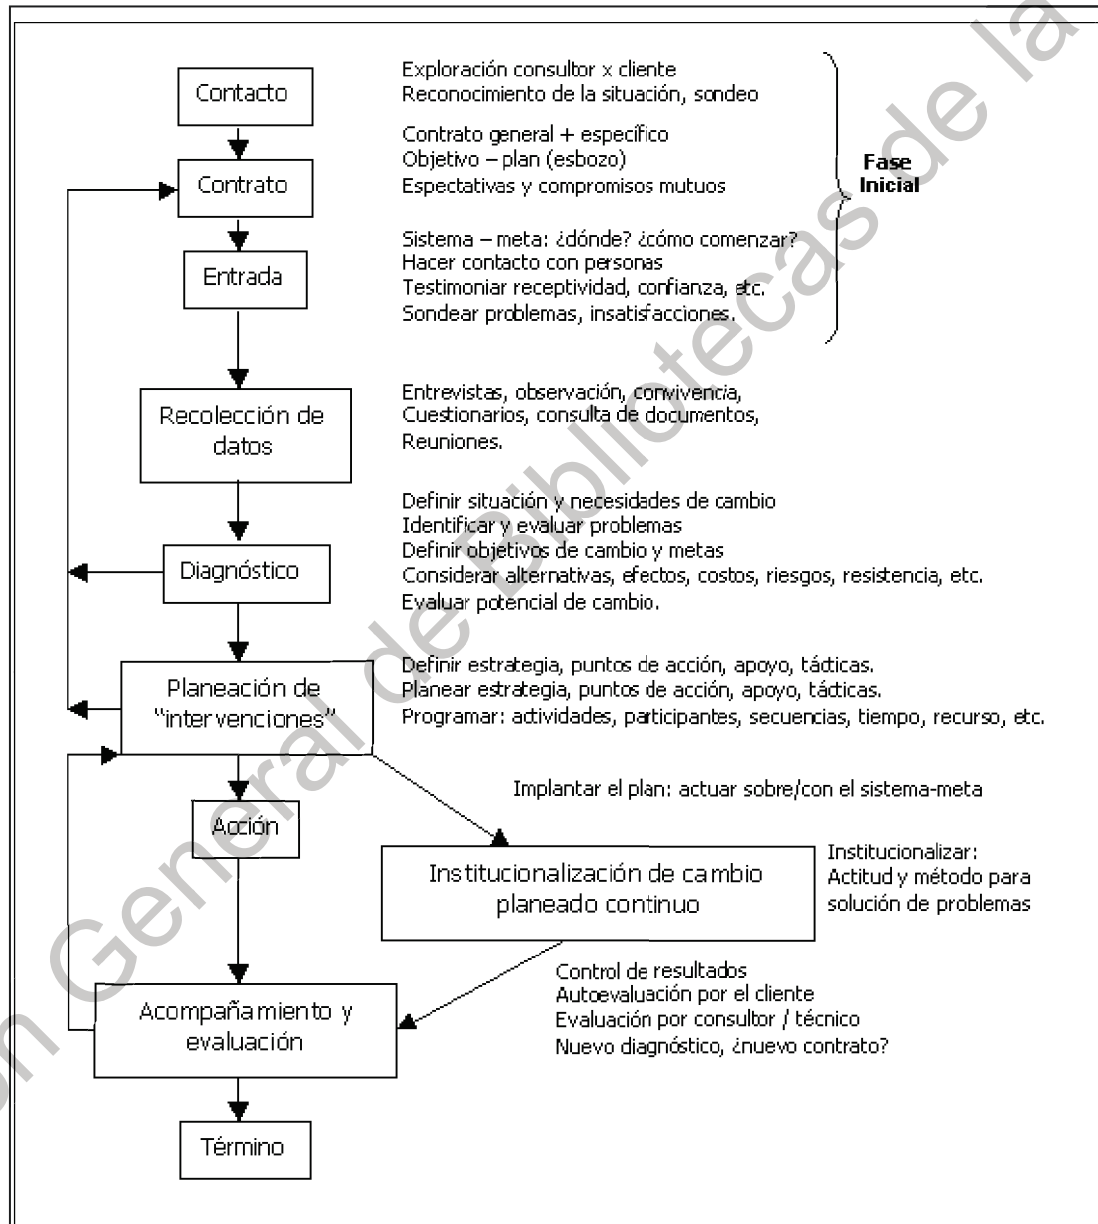 Contacto
Exploración consultor x cliente
Reconocimiento de la situación, sondeo
Contrato general + específico
Objetivo – plan (esbozo)
Espectativas y compromisos mutuos
Contrato
Fase
Inicial
Sistema – meta: ¿dónde? ¿cómo comenzar?
Hacer contacto con personas
Testimoniar receptividad, confianza, etc.
Sondear problemas, insatisfacciones.
Entrada
Recolección de
datos
Entrevistas, observación, convivencia,
Cuestionarios, consulta de documentos,
Reuniones.
Definir situación y necesidades de cambio
Identificar y evaluar problemas
Definir objetivos de cambio y metas
Considerar alternativas, efectos, costos, riesgos, resistencia, etc.
Evaluar potencial de cambio.
Diagnóstico
Planeación de
"intervenciones"
Definir estrategia, puntos de acción, apoyo, tácticas.
Planear estrategia, puntos de acción, apoyo, tácticas.
Programar: actividades, participantes, secuencias, tiempo, recurso, etc.
Implantar el plan: actuar sobre/con el sistema-meta
Acción
Institucionalización de cambio
planeado continuo
Institucionalizar:
Actitud y método para
solución de problemas
Control de resultados
Autoevaluación por el cliente
Evaluación por consultor / técnico
Nuevo diagnóstico, ¿nuevo contrato?
Acompañamiento y
evaluación
Término
General de Bibliotecas de la